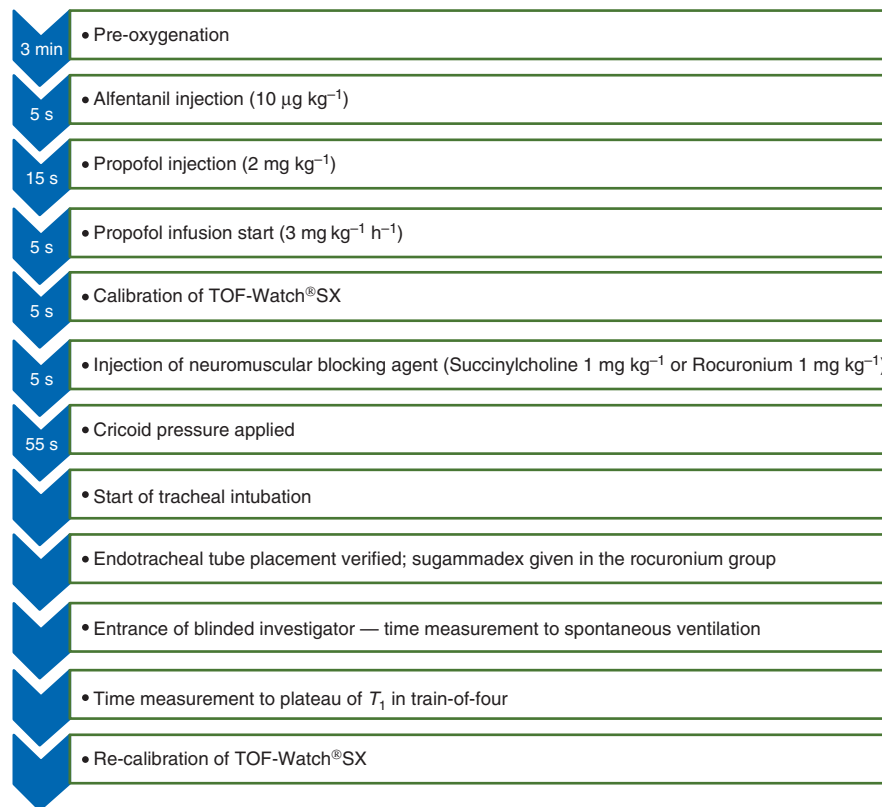 3 min
• Pre-oxygenation
5 s
• Alfentanil injection (10 μg kg⁻¹)
15 s
• Propofol injection (2 mg kg⁻¹)
5 s
• Propofol infusion start (3 mg kg⁻¹ h⁻¹)
5 s
• Calibration of TOF-Watch®SX
5 s
• Injection of neuromuscular blocking agent (Succinylcholine 1 mg kg⁻¹ or Rocuronium 1 mg kg⁻¹)
55 s
• Cricoid pressure applied
• Start of tracheal intubation
• Endotracheal tube placement verified; sugammadex given in the rocuronium group
• Entrance of blinded investigator — time measurement to spontaneous ventilation
• Time measurement to plateau of T₁ in train-of-four
• Re-calibration of TOF-Watch®SX